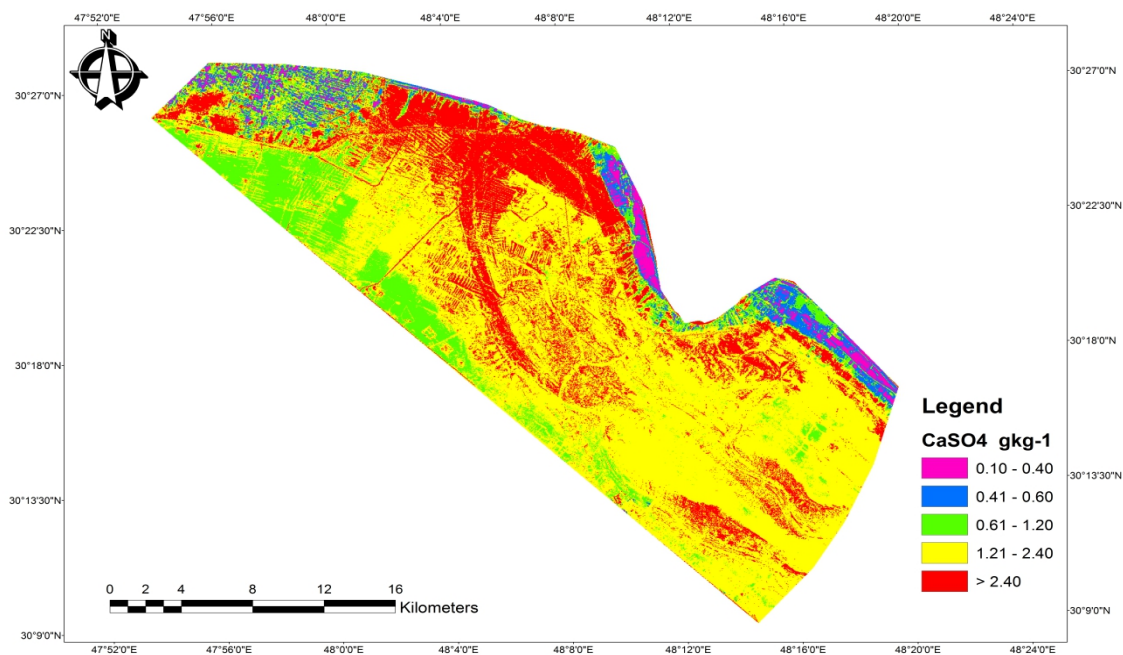 47°52'0"E 47°56'0"E 48°0'0"E 48°4'0"E 48°8'0"E 48°12'0"E 48°16'0"E 48°20'0"E 48°24'0"E
N
30°27'0"N 30°27'0"N
30°22'30"N 30°22'30"N
30°18'0"N 30°18'0"N
30°13'30"N 30°13'30"N
30°9'0"N 30°9'0"N
Legend
CaSO4 gkg-1
0.10 - 0.40
0.41 - 0.60
0.61 - 1.20
1.21 - 2.40
> 2.40
0 2 4 8 12 16
Kilometers
47°52'0"E 47°56'0"E 48°0'0"E 48°4'0"E 48°8'0"E 48°12'0"E 48°16'0"E 48°20'0"E 48°24'0"E